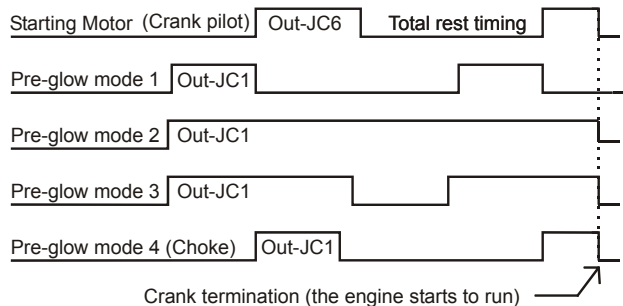 Starting Motor (Crank pilot) Out-JC6 Total rest timing
Pre-glow mode 1 Out-JC1
Pre-glow mode 2 Out-JC1
Pre-glow mode 3 Out-JC1
Pre-glow mode 4 (Choke) Out-JC1
Crank termination (the engine starts to run)